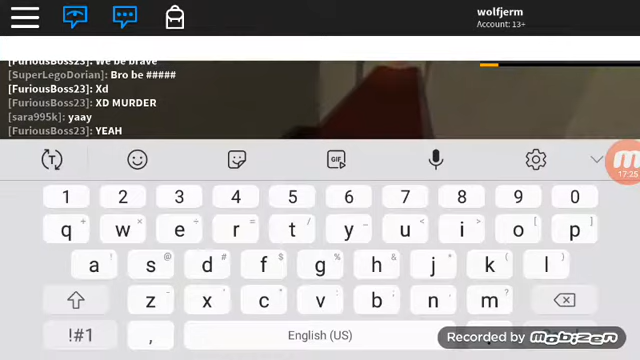 wolfjerm
Account: 13+
[FuriousBoss23]: We be brave
[SuperLegoDorian]: Bro be #####
[FuriousBoss23]: Xd
[FuriousBoss23]: XD MURDER
[sara995k]: yaay
[FuriousBoss23]: YEAH
T
GIF
17:25
1 2 3 4 5 6 7 8 9 0
q + w × e ÷ r = t / y _ u < i > o [ p ]
a ! s @ d # f $ g % h & j * k ( l )
z - x ' c " v : b ; n , m ?
!#1 , English (US)
Recorded by mobizen